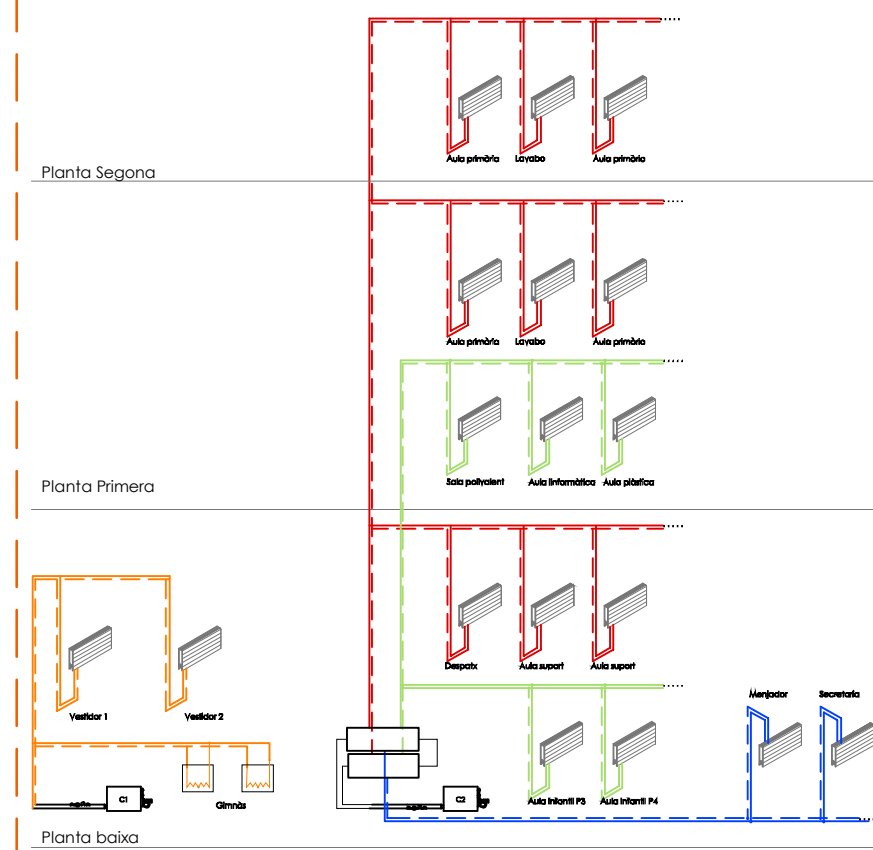 Aula primària Lavabo Aula primària
Planta Segona
Aula primària Lavabo Aula primària
Sala polivalent Aula informàtica Aula plàstica
Planta Primera
Despatx Aula suport Aula suport
Menjador Secretaria
Vestidor 1 Vestidor 2
C1 Gimnàs C2 Aula infantil P3 Aula infantil P4
Planta baixa